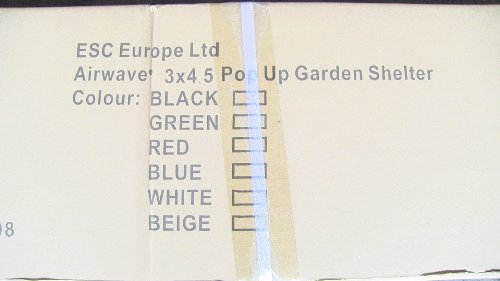 ESC Europe Ltd
Airwave® 3x4.5 Pop Up Garden Shelter
Colour: BLACK
GREEN
RED
BLUE
WHITE
BEIGE